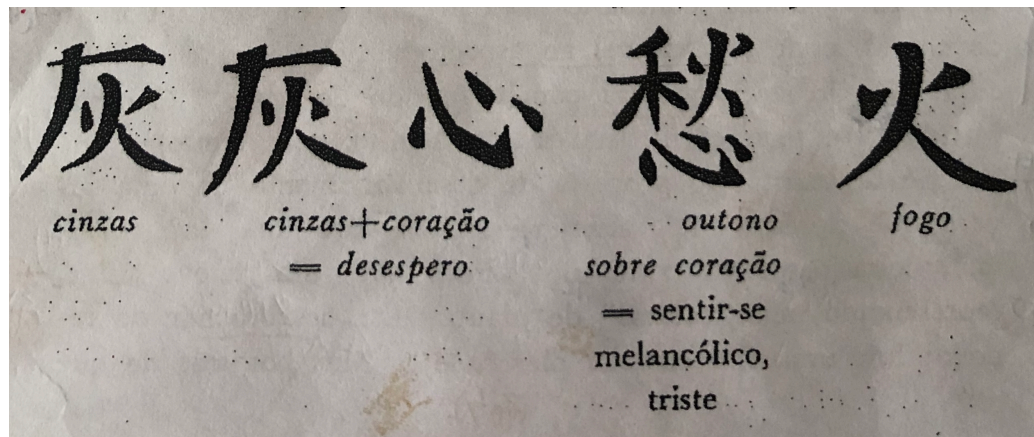 灰 灰 心 愁 火
cinzas cinzas+coração outono fogo
= desespero sobre coração
= sentir-se
melancólico,
triste